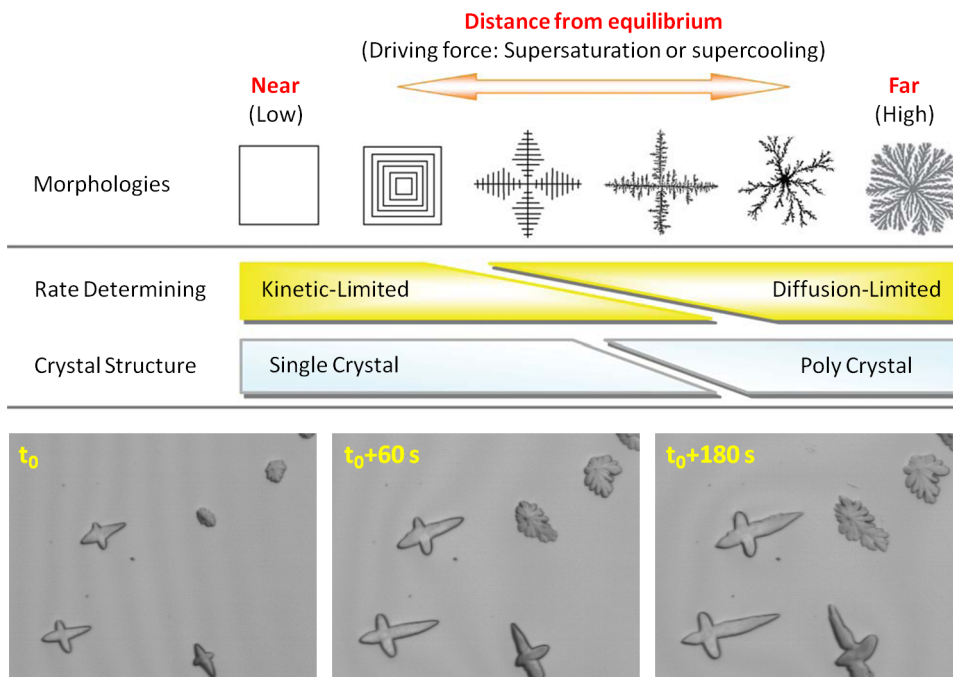 Distance from equilibrium
(Driving force: Supersaturation or supercooling)
Near
(Low)
Far
(High)
Morphologies
Rate Determining
Kinetic-Limited
Diffusion-Limited
Crystal Structure
Single Crystal
Poly Crystal
t₀
t₀+60 s
t₀+180 s